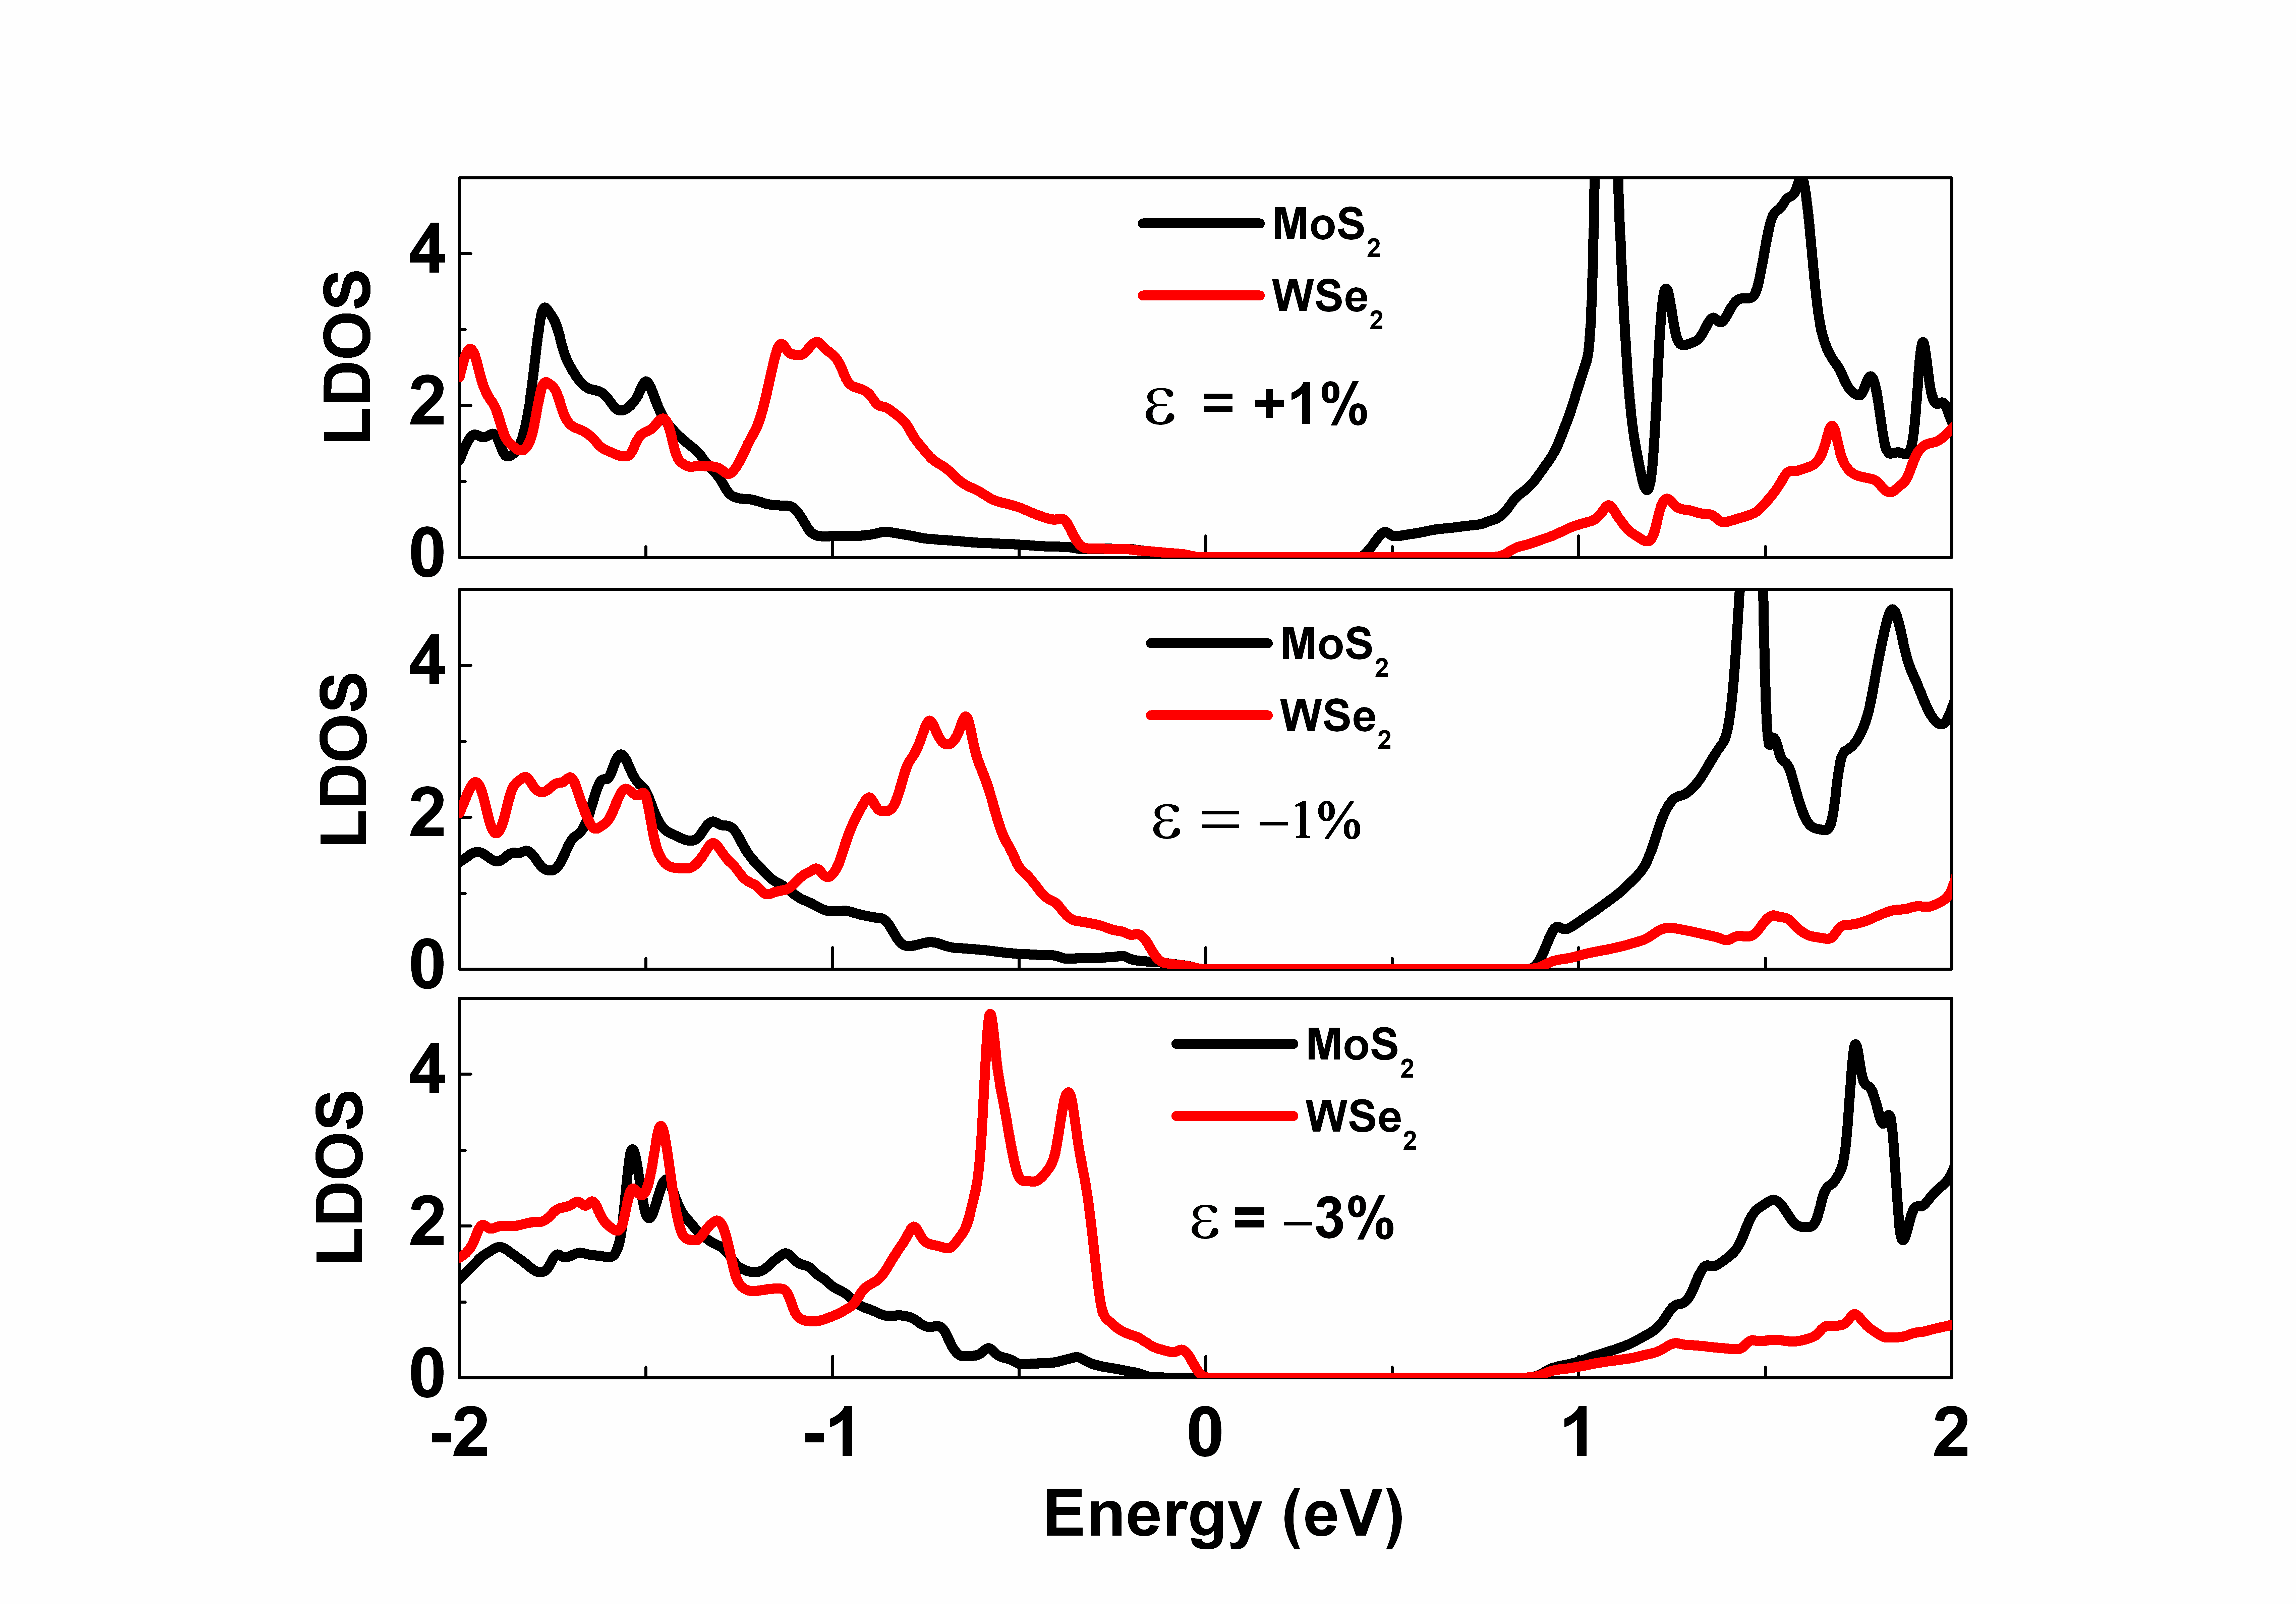 LDOS
4
2
0
MoS₂
WSe₂
ε = +1%
LDOS
4
2
0
MoS₂
WSe₂
ε = −1%
LDOS
4
2
0
MoS₂
WSe₂
ε = −3%
-2 -1 0 1 2
Energy (eV)